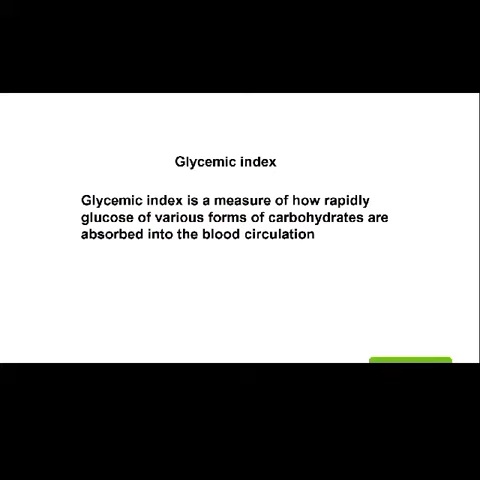 Glycemic index
Glycemic index is a measure of how rapidly
glucose of various forms of carbohydrates are
absorbed into the blood circulation